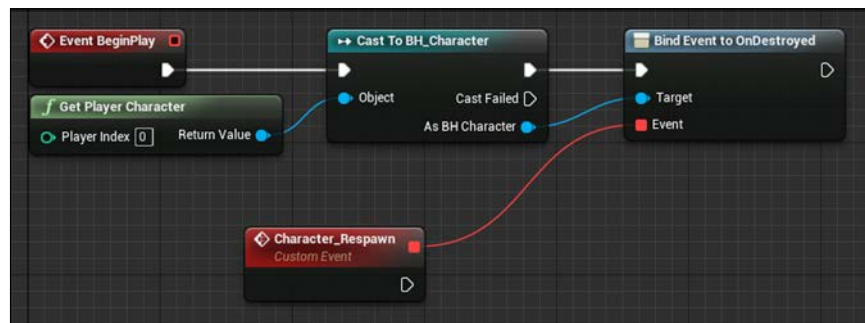 Event BeginPlay
Cast To BH_Character
Bind Event to OnDestroyed
Object
Cast Failed
Target
f Get Player Character
As BH Character
Event
Player Index 0
Return Value
Character_Respawn
Custom Event